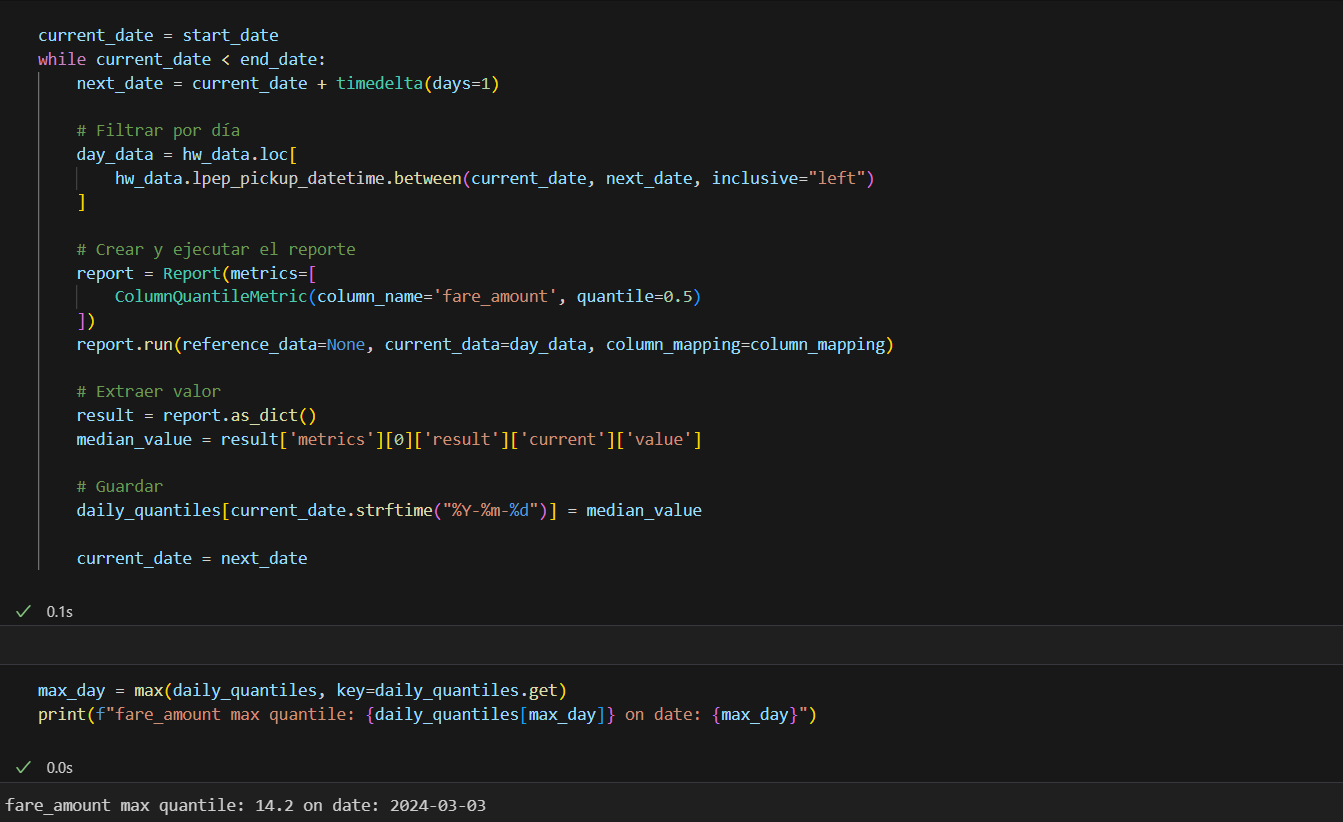 current_date = start_date
while current_date < end_date:
    next_date = current_date + timedelta(days=1)

    # Filtrar por día
    day_data = hw_data.loc[
        hw_data.lpep_pickup_datetime.between(current_date, next_date, inclusive="left")
    ]

    # Crear y ejecutar el reporte
    report = Report(metrics=[
        ColumnQuantileMetric(column_name='fare_amount', quantile=0.5)
    ])
    report.run(reference_data=None, current_data=day_data, column_mapping=column_mapping)

    # Extraer valor
    result = report.as_dict()
    median_value = result['metrics'][0]['result']['current']['value']

    # Guardar
    daily_quantiles[current_date.strftime("%Y-%m-%d")] = median_value

    current_date = next_date
0.1s
max_day = max(daily_quantiles, key=daily_quantiles.get)
print(f"fare_amount max quantile: {daily_quantiles[max_day]} on date: {max_day}")
0.0s
fare_amount max quantile: 14.2 on date: 2024-03-03